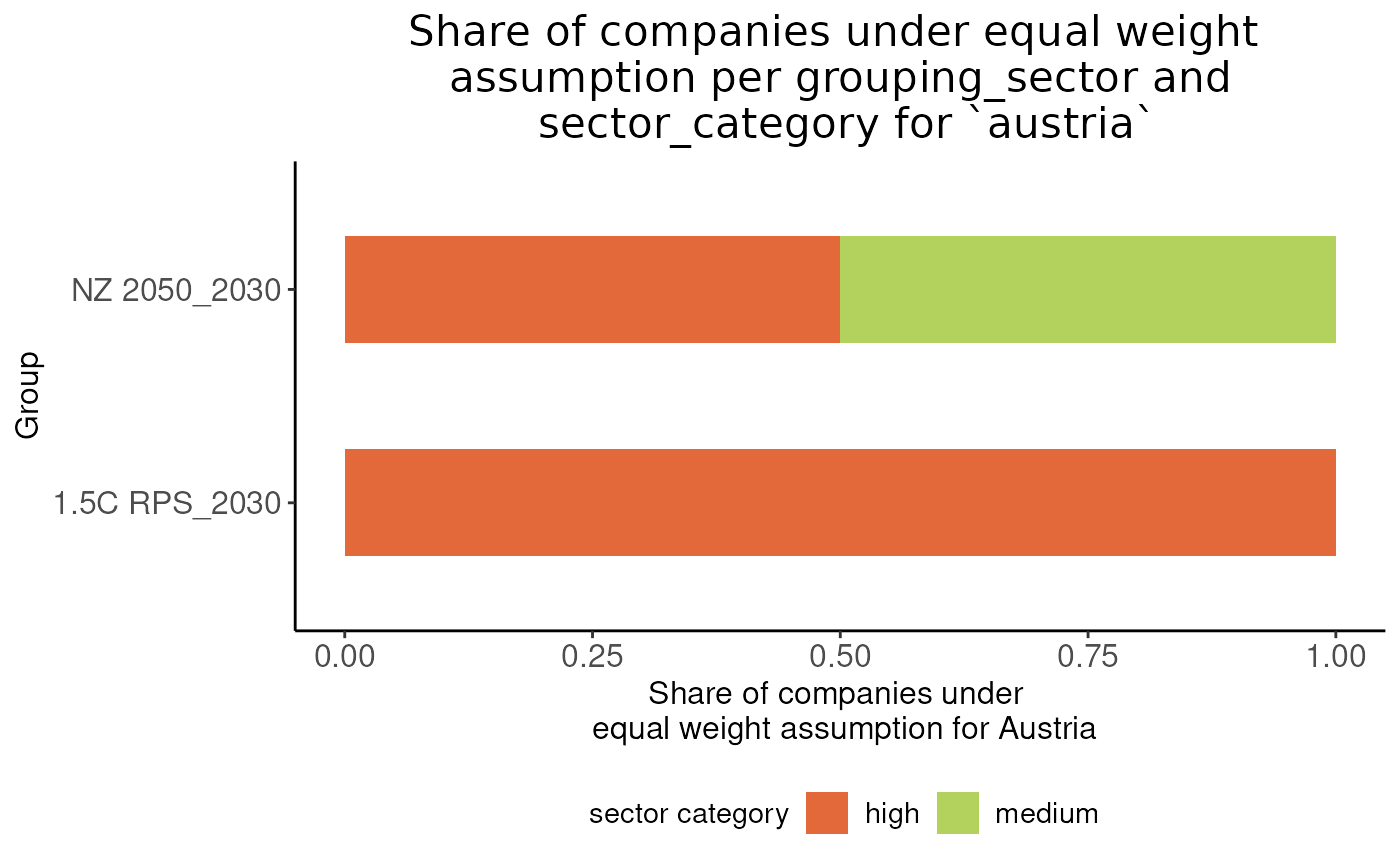 Share of companies under equal weight
assumption per grouping_sector and
sector_category for `austria`
NZ 2050_2030
Group
1.5C RPS_2030
0.00 0.25 0.50 0.75 1.00
Share of companies under
equal weight assumption for Austria
sector category high medium